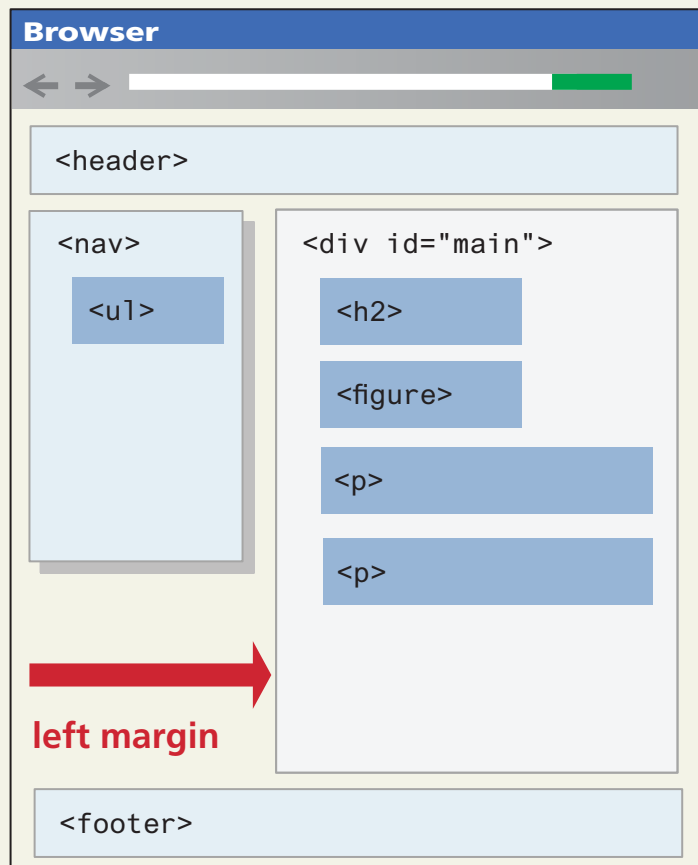 Browser
<header>
<nav>
<ul>
<div id="main">
<h2>
<figure>
<p>
<p>
left margin
<footer>